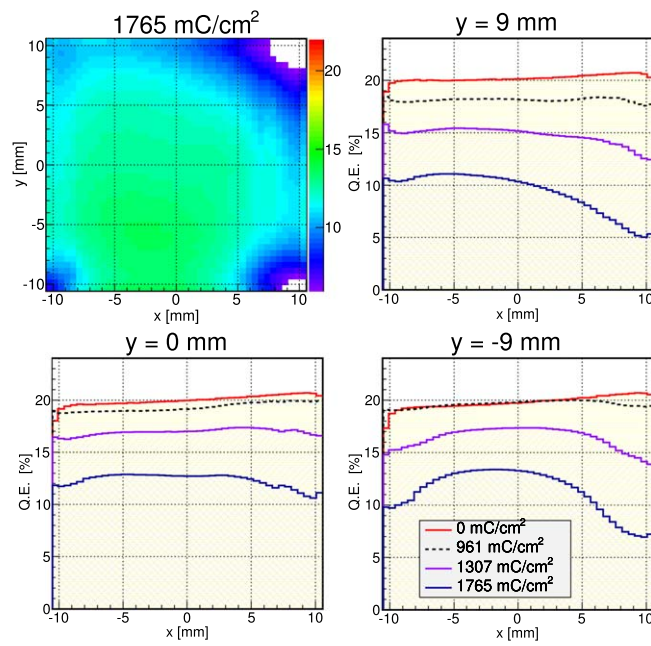 1765 mC/cm²
y [mm]
10
5
0
-5
-10
-10 -5 0 5 10
x [mm]
20
15
10
y = 9 mm
Q.E. [%]
20
15
10
5
0
-10 -5 0 5 10
x [mm]
y = 0 mm
Q.E. [%]
20
15
10
5
0
-10 -5 0 5 10
x [mm]
y = -9 mm
Q.E. [%]
20
15
10
5
0
0 mC/cm²
961 mC/cm²
1307 mC/cm²
1765 mC/cm²
-10 -5 0 5 10
x [mm]